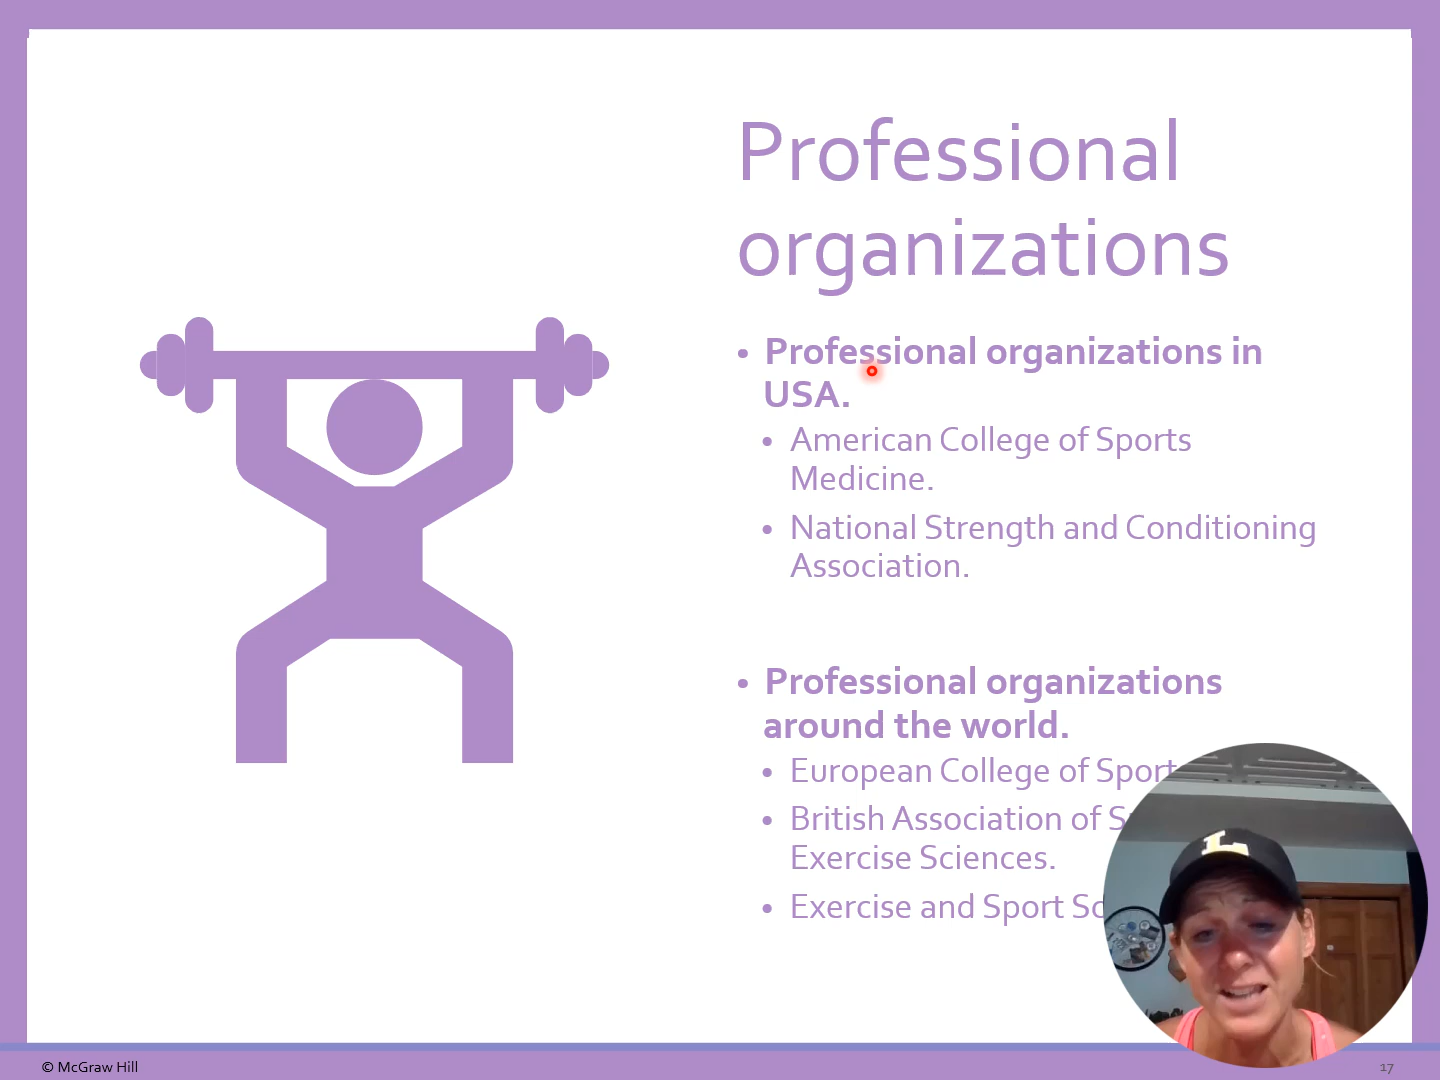 Professional
organizations
• Professional organizations in
USA.
• American College of Sports
Medicine.
• National Strength and Conditioning
Association.
• Professional organizations
around the world.
• European College of Sport
• British Association of
Exercise Sciences.
• Exercise and Sport
L
© McGraw Hill
17